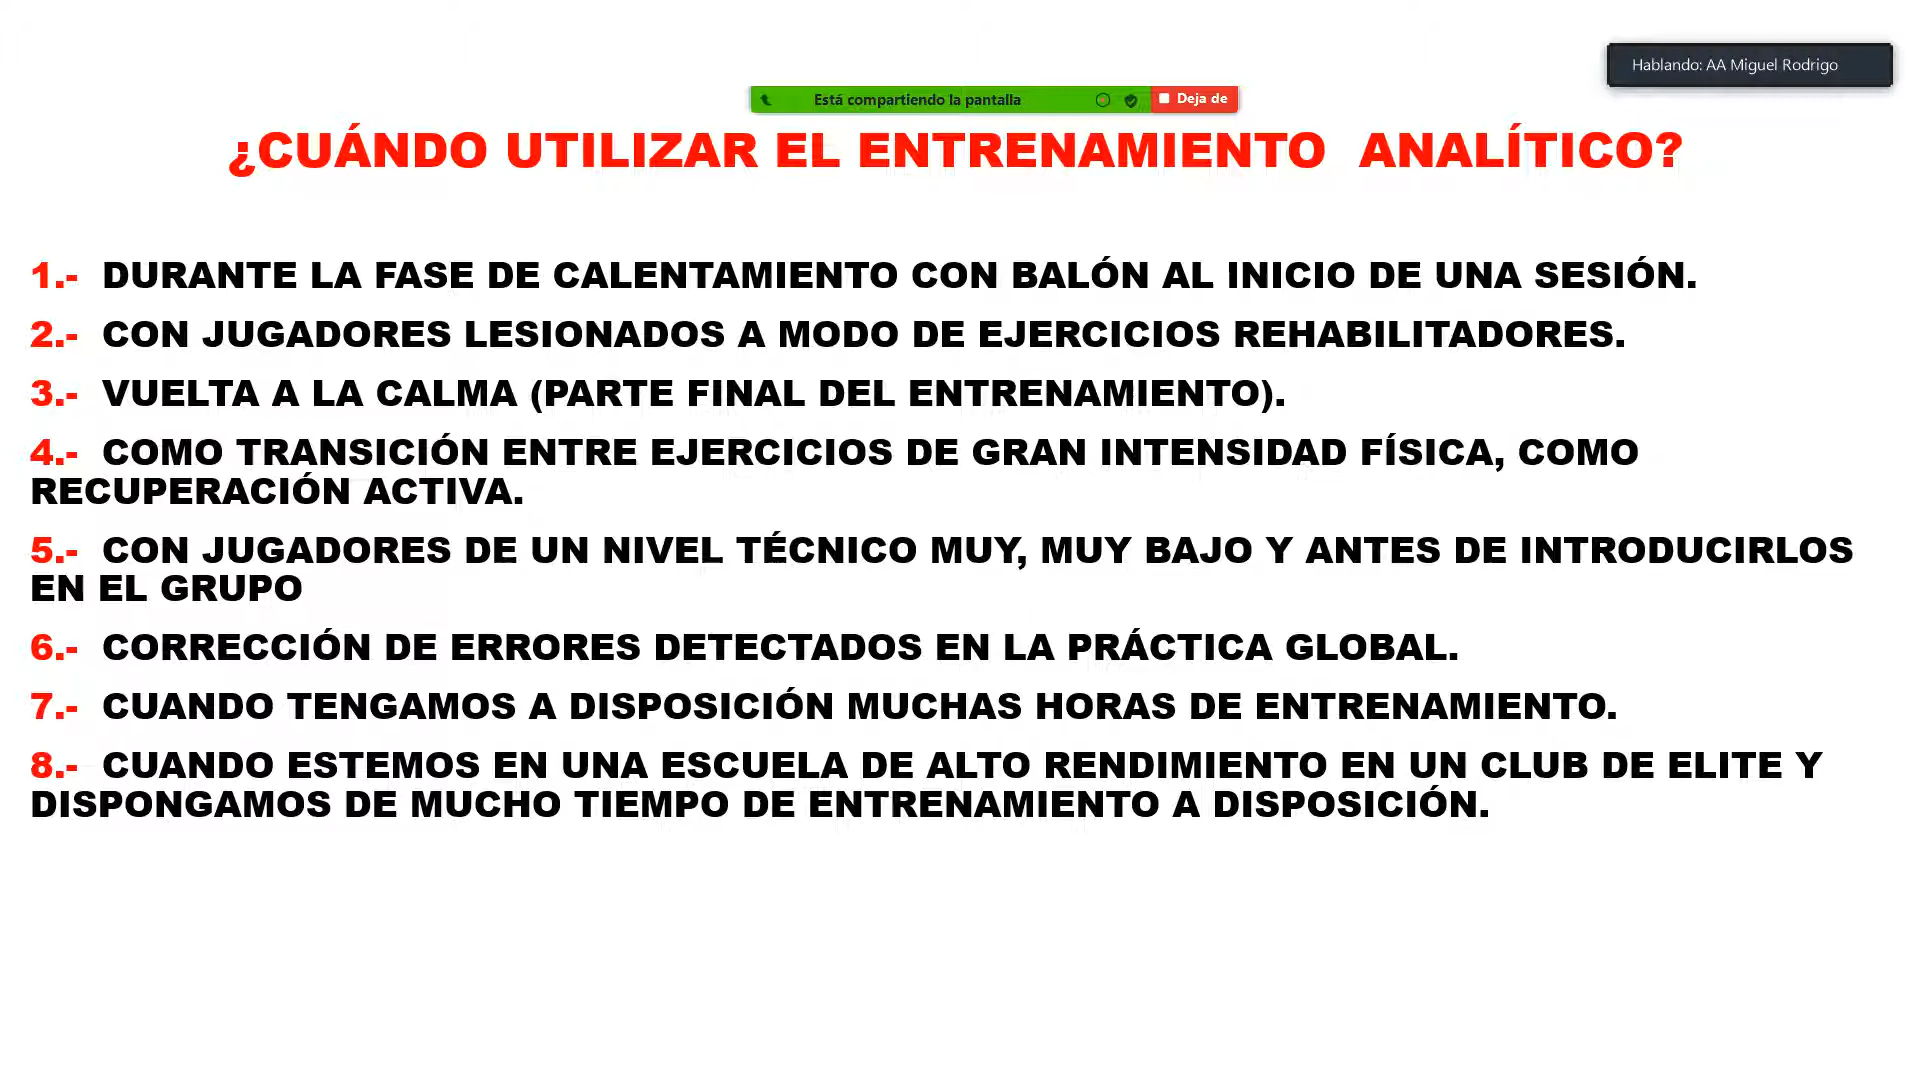 Hablando: AA Miguel Rodrigo
Está compartiendo la pantalla
Deja de
¿CUÁNDO UTILIZAR EL ENTRENAMIENTO ANALÍTICO?
1.- DURANTE LA FASE DE CALENTAMIENTO CON BALÓN AL INICIO DE UNA SESIÓN.
2.- CON JUGADORES LESIONADOS A MODO DE EJERCICIOS REHABILITADORES.
3.- VUELTA A LA CALMA (PARTE FINAL DEL ENTRENAMIENTO).
4.- COMO TRANSICIÓN ENTRE EJERCICIOS DE GRAN INTENSIDAD FÍSICA, COMO
RECUPERACIÓN ACTIVA.
5.- CON JUGADORES DE UN NIVEL TÉCNICO MUY, MUY BAJO Y ANTES DE INTRODUCIRLOS
EN EL GRUPO
6.- CORRECCIÓN DE ERRORES DETECTADOS EN LA PRÁCTICA GLOBAL.
7.- CUANDO TENGAMOS A DISPOSICIÓN MUCHAS HORAS DE ENTRENAMIENTO.
8.- CUANDO ESTEMOS EN UNA ESCUELA DE ALTO RENDIMIENTO EN UN CLUB DE ELITE Y
DISPONGAMOS DE MUCHO TIEMPO DE ENTRENAMIENTO A DISPOSICIÓN.